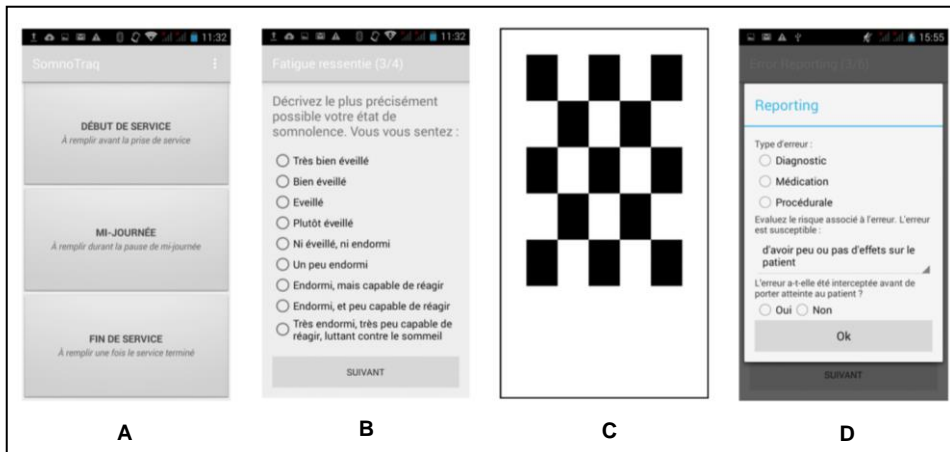 11:32
SomnoTraq
DÉBUT DE SERVICE
À remplir avant la prise de service
MI-JOURNÉE
À remplir durant la pause de mi-journée
FIN DE SERVICE
À remplir une fois le service terminé
A
11:32
Fatigue ressentie (3/4)
Décrivez le plus précisément
possible votre état de
somnolence. Vous vous sentez :
Très bien éveillé
Bien éveillé
Eveillé
Plutôt éveillé
Ni éveillé, ni endormi
Un peu endormi
Endormi, mais capable de réagir
Endormi, et peu capable de réagir
Très endormi, très peu capable de
réagir, luttant contre le sommeil
SUIVANT
B
C
15:55
Error Reporting (3/6)
Reporting
Type d'erreur :
Diagnostic
Médication
Procédurale
Evaluez le risque associé à l'erreur. L'erreur
est susceptible :
d'avoir peu ou pas d'effets sur le
patient
L'erreur a-t-elle été interceptée avant de
porter atteinte au patient ?
Oui Non
Ok
SUIVANT
D